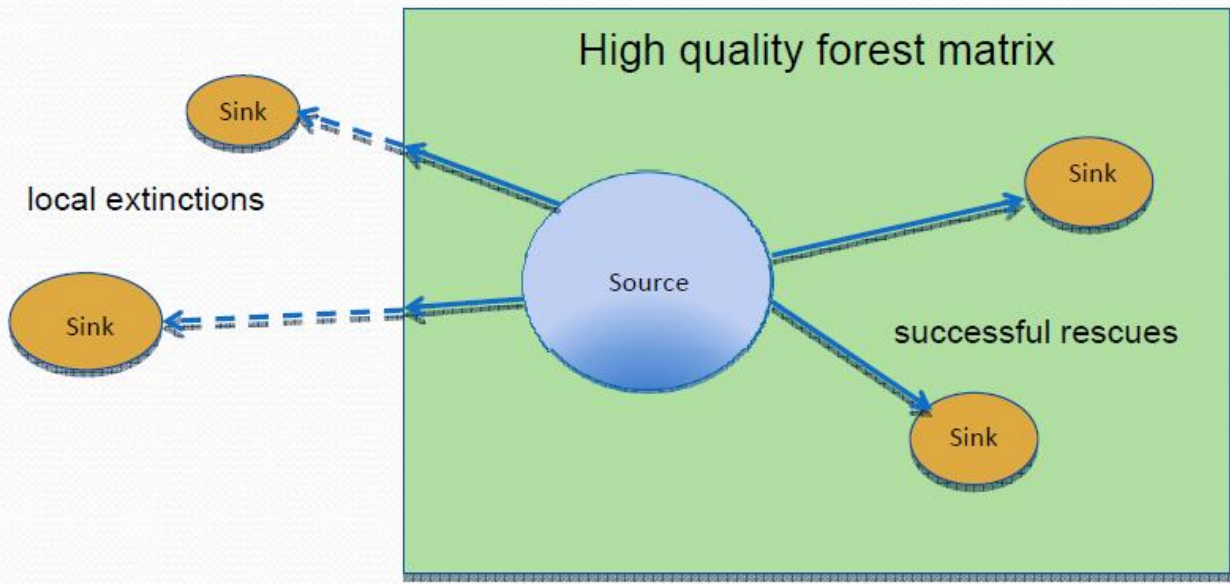 High quality forest matrix
Sink
Sink
local extinctions
Source
Sink
successful rescues
Sink